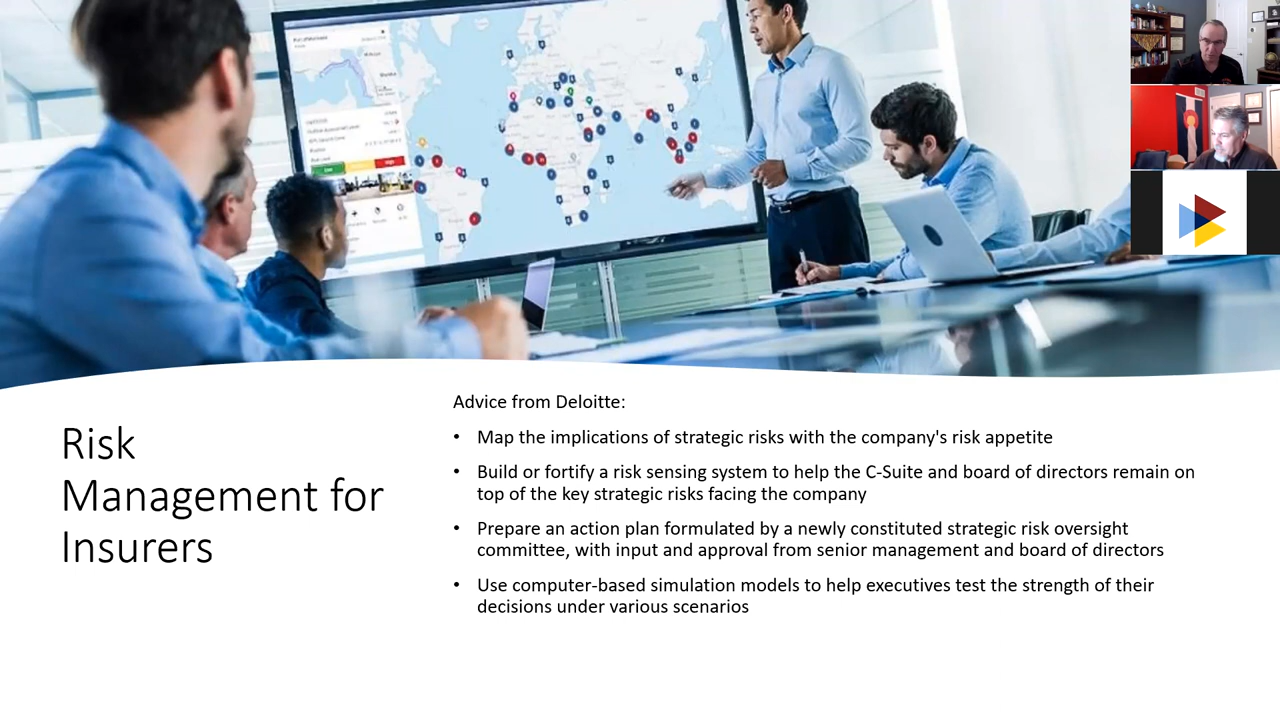 Risk
Management for
Insurers
Advice from Deloitte:
• Map the implications of strategic risks with the company's risk appetite
• Build or fortify a risk sensing system to help the C-Suite and board of directors remain on
top of the key strategic risks facing the company
• Prepare an action plan formulated by a newly constituted strategic risk oversight
committee, with input and approval from senior management and board of directors
• Use computer-based simulation models to help executives test the strength of their
decisions under various scenarios